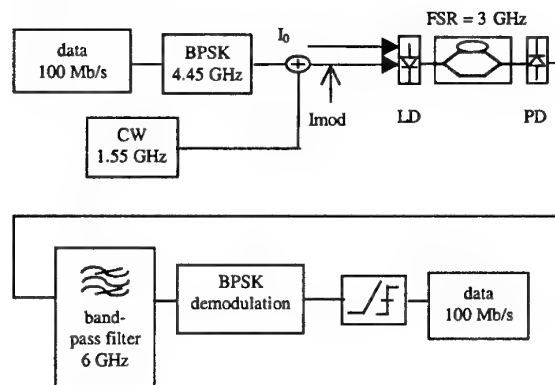 FSR = 3 GHz
data
100 Mb/s
BPSK
4.45 GHz
I0
Imod
LD
PD
CW
1.55 GHz
band-
pass filter
6 GHz
BPSK
demodulation
data
100 Mb/s